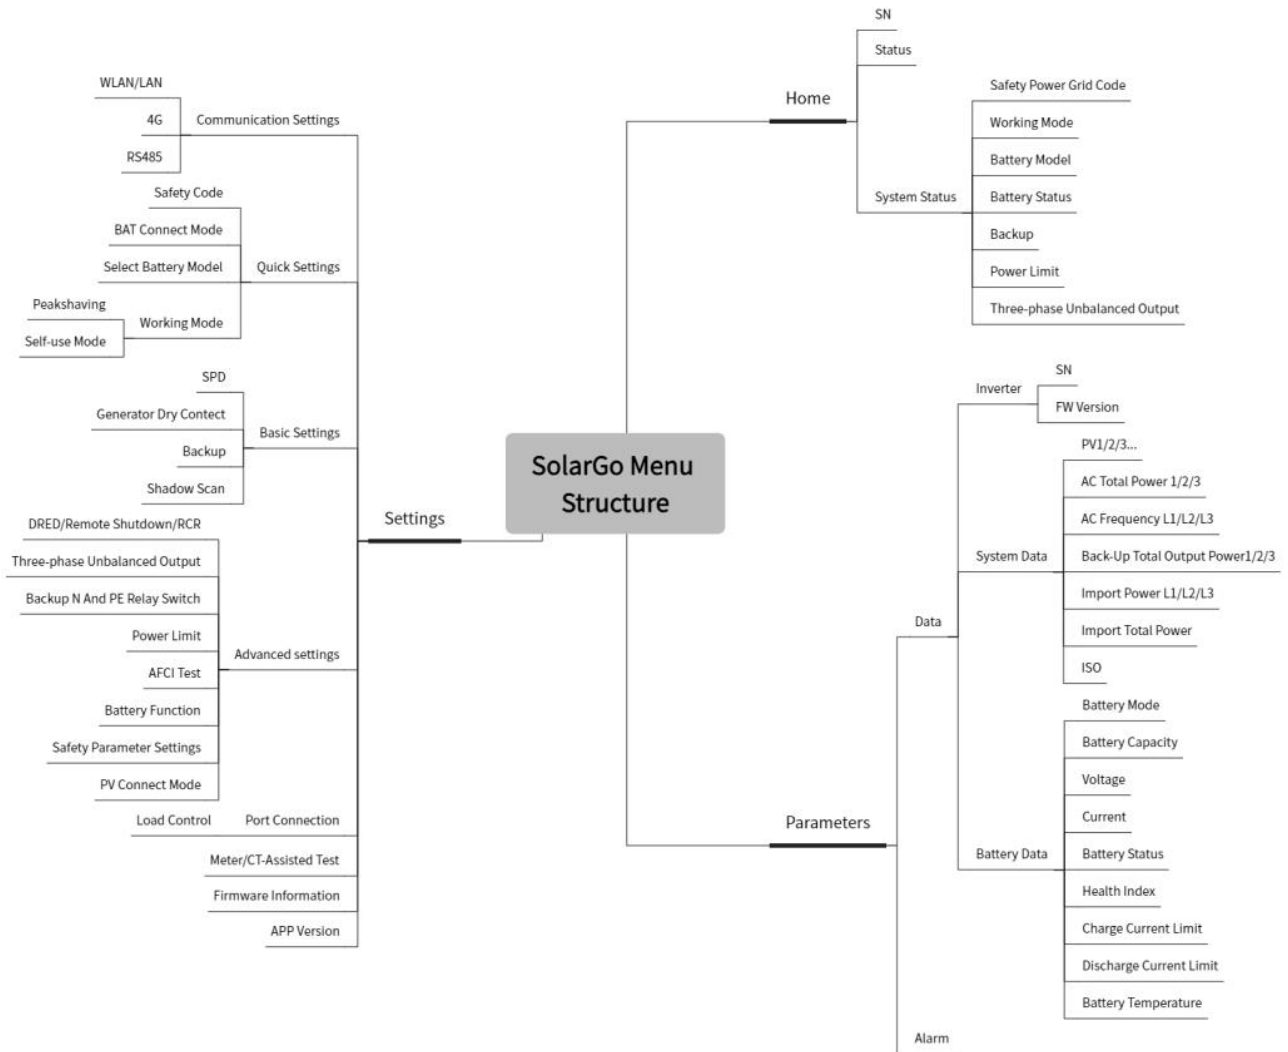 SolarGo Menu
Structure
Home
SN
Status
System Status
Safety Power Grid Code
Working Mode
Battery Model
Battery Status
Backup
Power Limit
Three-phase Unbalanced Output
Parameters
Data
Inverter
SN
FW Version
System Data
PV1/2/3...
AC Total Power 1/2/3
AC Frequency L1/L2/L3
Back-Up Total Output Power1/2/3
Import Power L1/L2/L3
Import Total Power
ISO
Battery Data
Battery Mode
Battery Capacity
Voltage
Current
Battery Status
Health Index
Charge Current Limit
Discharge Current Limit
Battery Temperature
Alarm
Settings
Communication Settings
WLAN/LAN
4G
RS485
Quick Settings
Safety Code
BAT Connect Mode
Select Battery Model
Working Mode
Peakshaving
Self-use Mode
Basic Settings
SPD
Generator Dry Contect
Backup
Shadow Scan
Advanced settings
DRED/Remote Shutdown/RCR
Three-phase Unbalanced Output
Backup N And PE Relay Switch
Power Limit
AFCI Test
Battery Function
Safety Parameter Settings
PV Connect Mode
Port Connection
Load Control
Meter/CT-Assisted Test
Firmware Information
APP Version